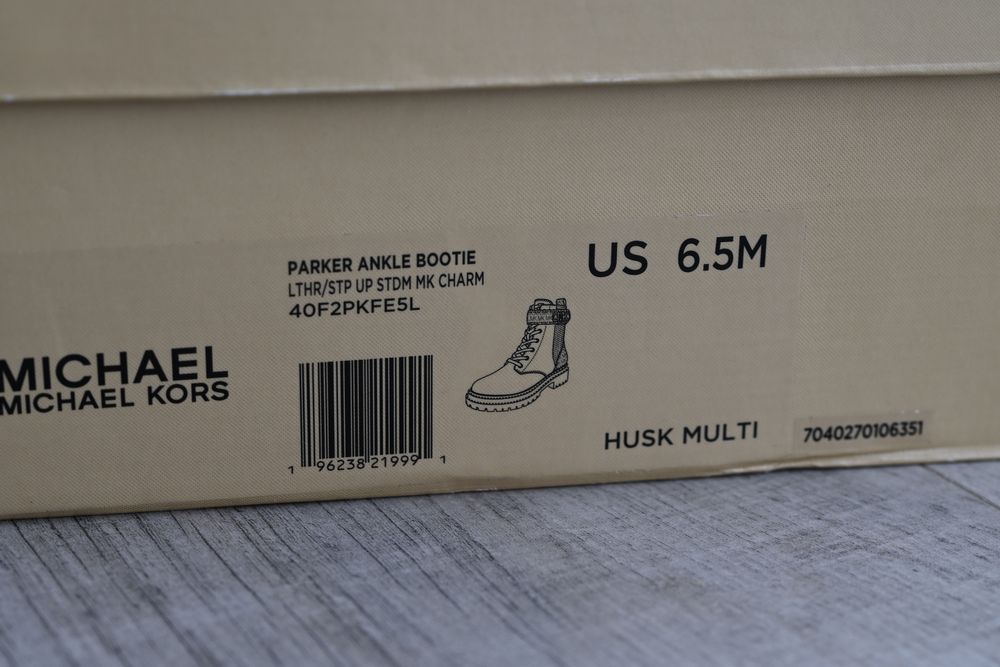 PARKER ANKLE BOOTIE
LTHR/STP UP STDM MK CHARM
40F2PKFE5L
US 6.5M
MICHAEL
MICHAEL KORS
1 96238 21999 1
HUSK MULTI
7040270106351